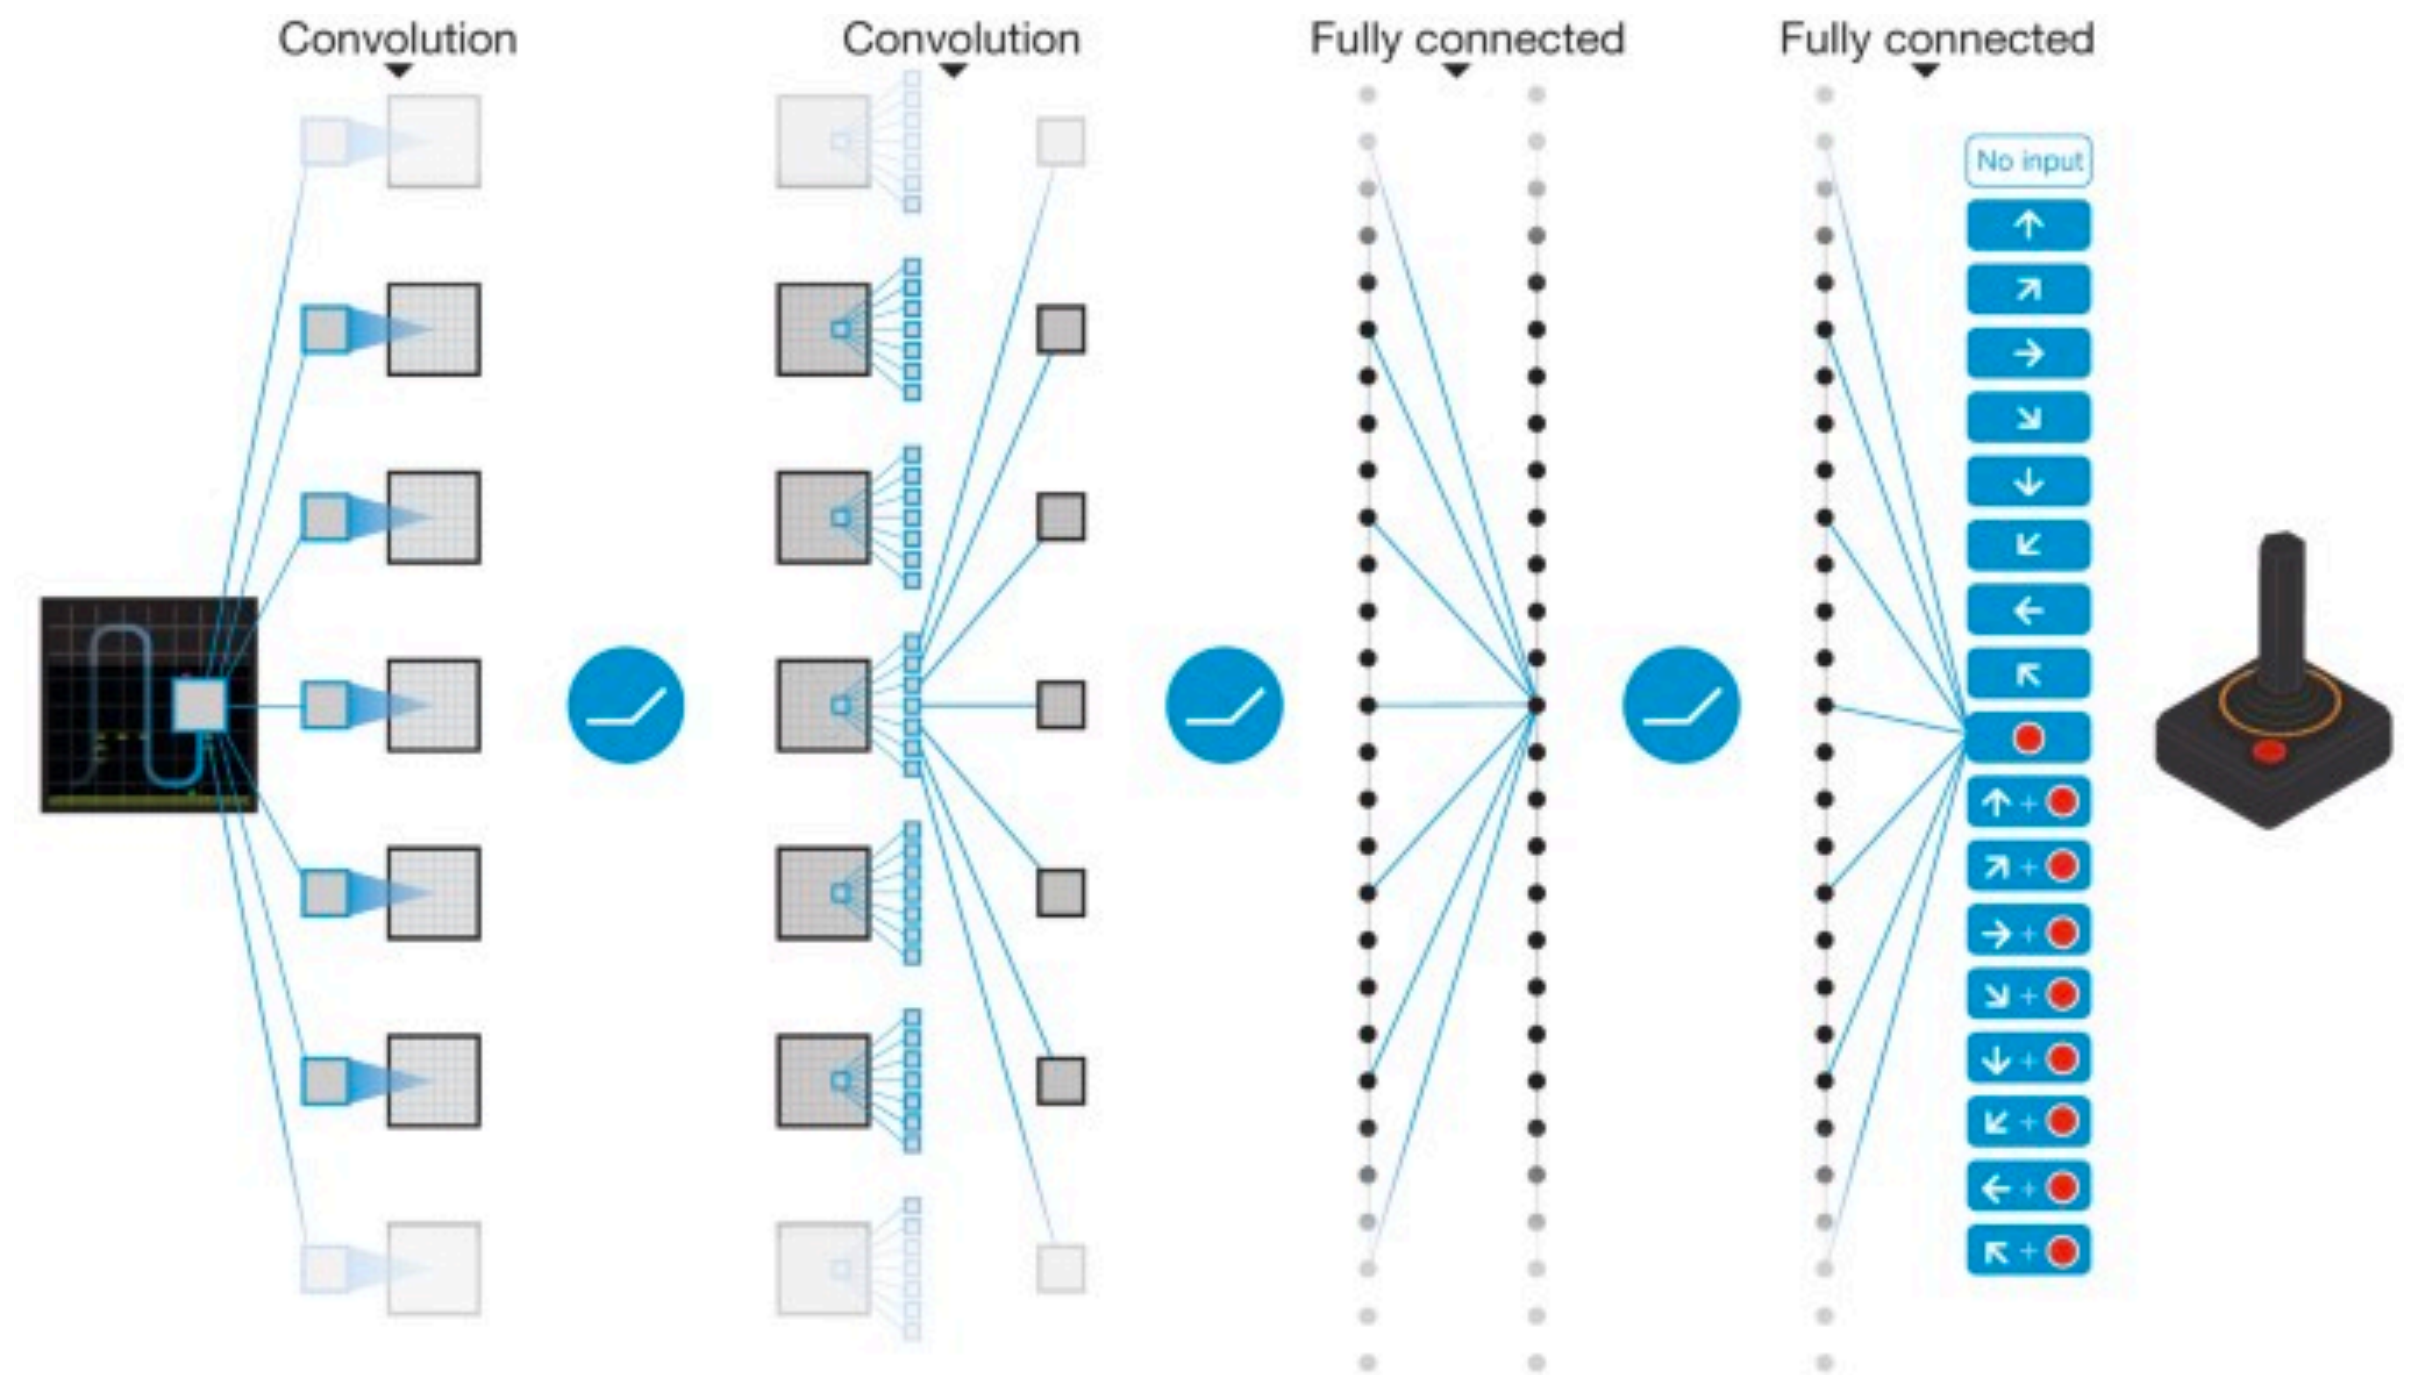 Convolution
Convolution
Fully connected
Fully connected
No input
+
+
+
+
+
+
+
+